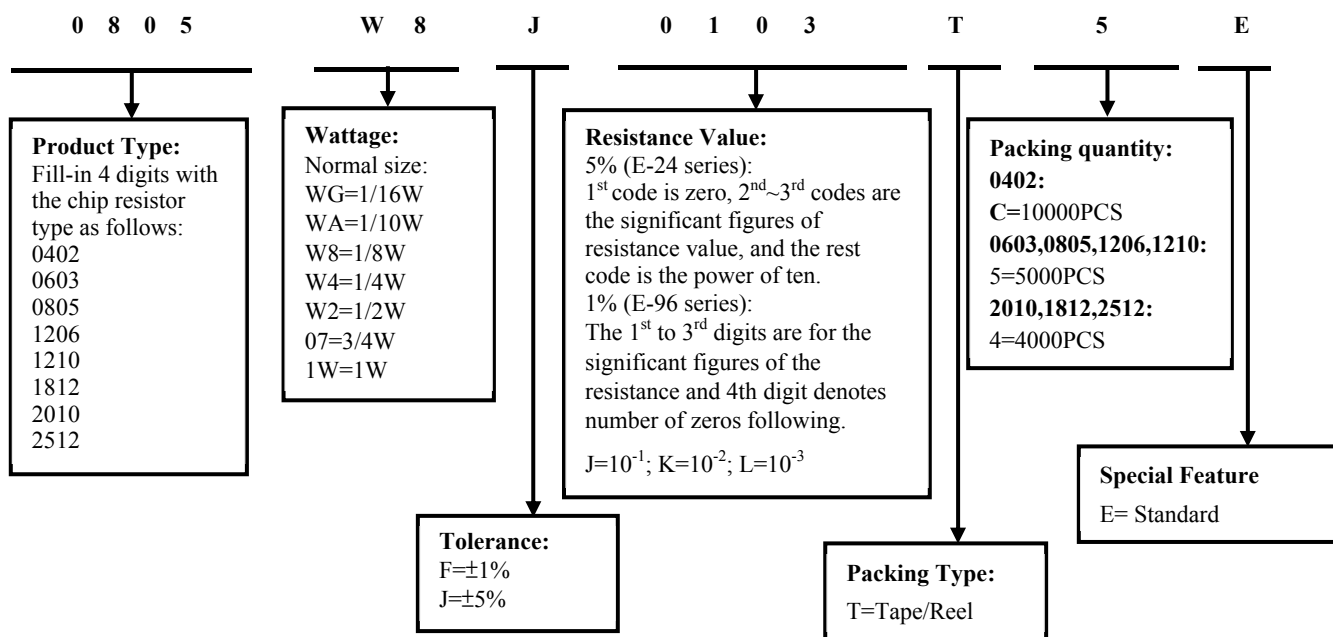 0 8 0 5 W 8 J 0 1 0 3 T 5 E
Product Type:
Fill-in 4 digits with
the chip resistor
type as follows:
0402
0603
0805
1206
1210
1812
2010
2512
Wattage:
Normal size:
WG=1/16W
WA=1/10W
W8=1/8W
W4=1/4W
W2=1/2W
07=3/4W
1W=1W
Tolerance:
F=±1%
J=±5%
Resistance Value:
5% (E-24 series):
1st code is zero, 2nd~3rd codes are
the significant figures of
resistance value, and the rest
code is the power of ten.
1% (E-96 series):
The 1st to 3rd digits are for the
significant figures of the
resistance and 4th digit denotes
number of zeros following.
J=10-1; K=10-2; L=10-3
Packing Type:
T=Tape/Reel
Packing quantity:
0402:
C=10000PCS
0603,0805,1206,1210:
5=5000PCS
2010,1812,2512:
4=4000PCS
Special Feature
E= Standard